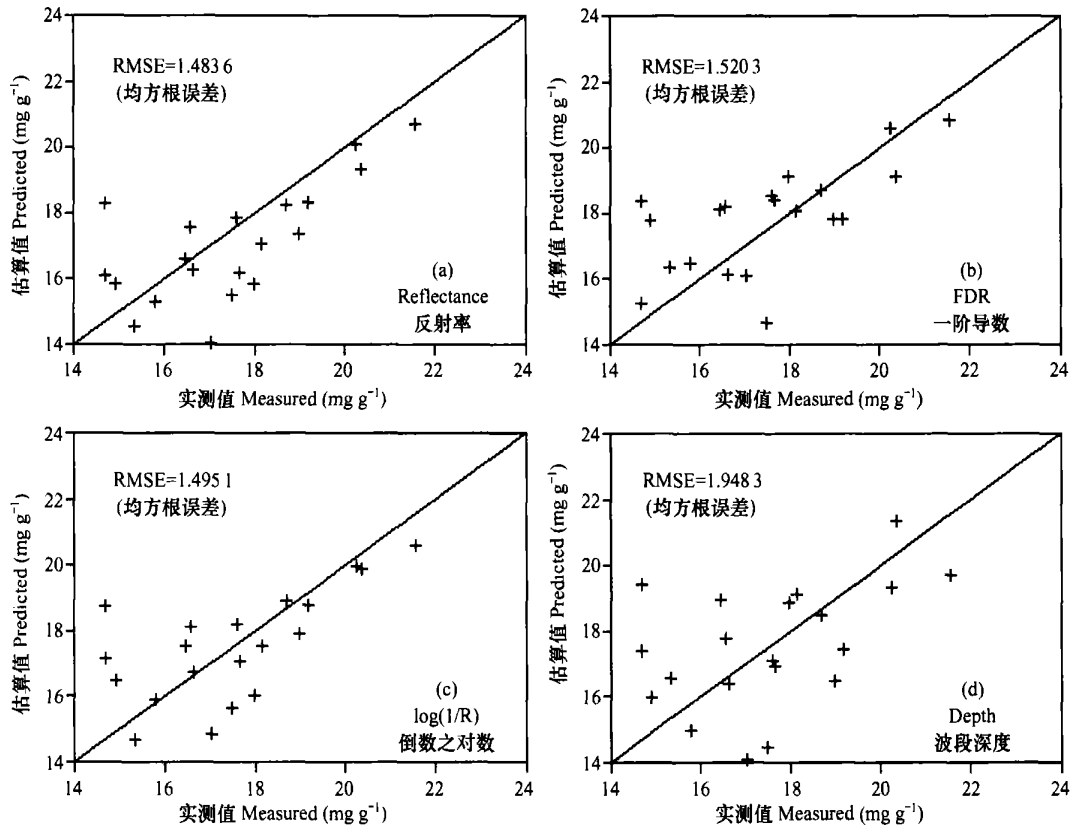 24
22
20
18
16
14
估算值 Predicted (mg g⁻¹)
RMSE=1.483 6
(均方根误差)
(a)
Reflectance
反射率
14 16 18 20 22 24
实测值 Measured (mg g⁻¹)
24
22
20
18
16
14
估算值 Predicted (mg g⁻¹)
RMSE=1.520 3
(均方根误差)
(b)
FDR
一阶导数
14 16 18 20 22 24
实测值 Measured (mg g⁻¹)
24
22
20
18
16
14
估算值 Predicted (mg g⁻¹)
RMSE=1.495 1
(均方根误差)
(c)
log(1/R)
倒数之对数
14 16 18 20 22 24
实测值 Measured (mg g⁻¹)
24
22
20
18
16
14
估算值 Predicted (mg g⁻¹)
RMSE=1.948 3
(均方根误差)
(d)
Depth
波段深度
14 16 18 20 22 24
实测值 Measured (mg g⁻¹)